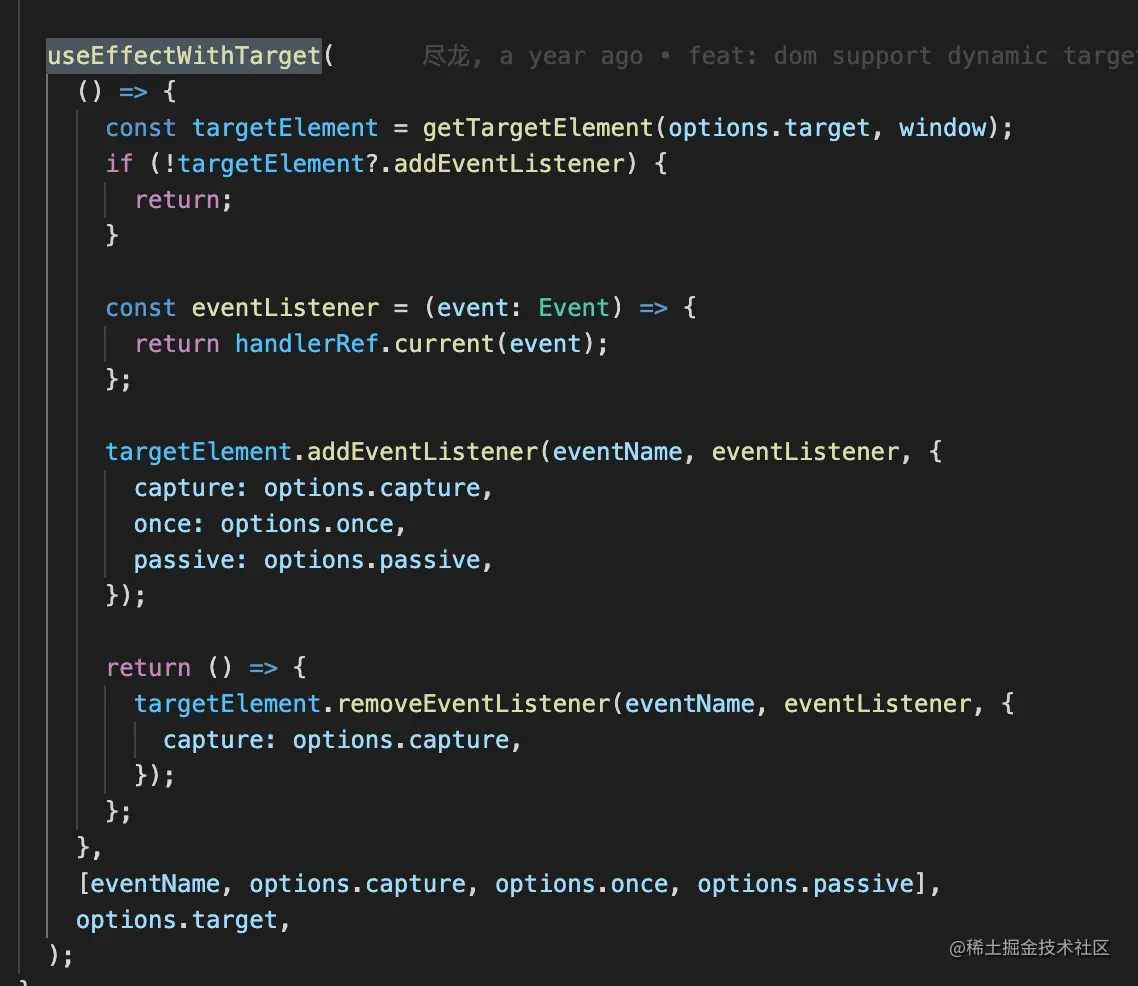 useEffectWithTarget( 尽龙, a year ago • feat: dom support dynamic targe
() => {
const targetElement = getTargetElement(options.target, window);
if (!targetElement?.addEventListener) {
return;
}
const eventListener = (event: Event) => {
return handlerRef.current(event);
};
targetElement.addEventListener(eventName, eventListener, {
capture: options.capture,
once: options.once,
passive: options.passive,
});
return () => {
targetElement.removeEventListener(eventName, eventListener, {
capture: options.capture,
});
};
},
[eventName, options.capture, options.once, options.passive],
options.target,
);
@稀土掘金技术社区